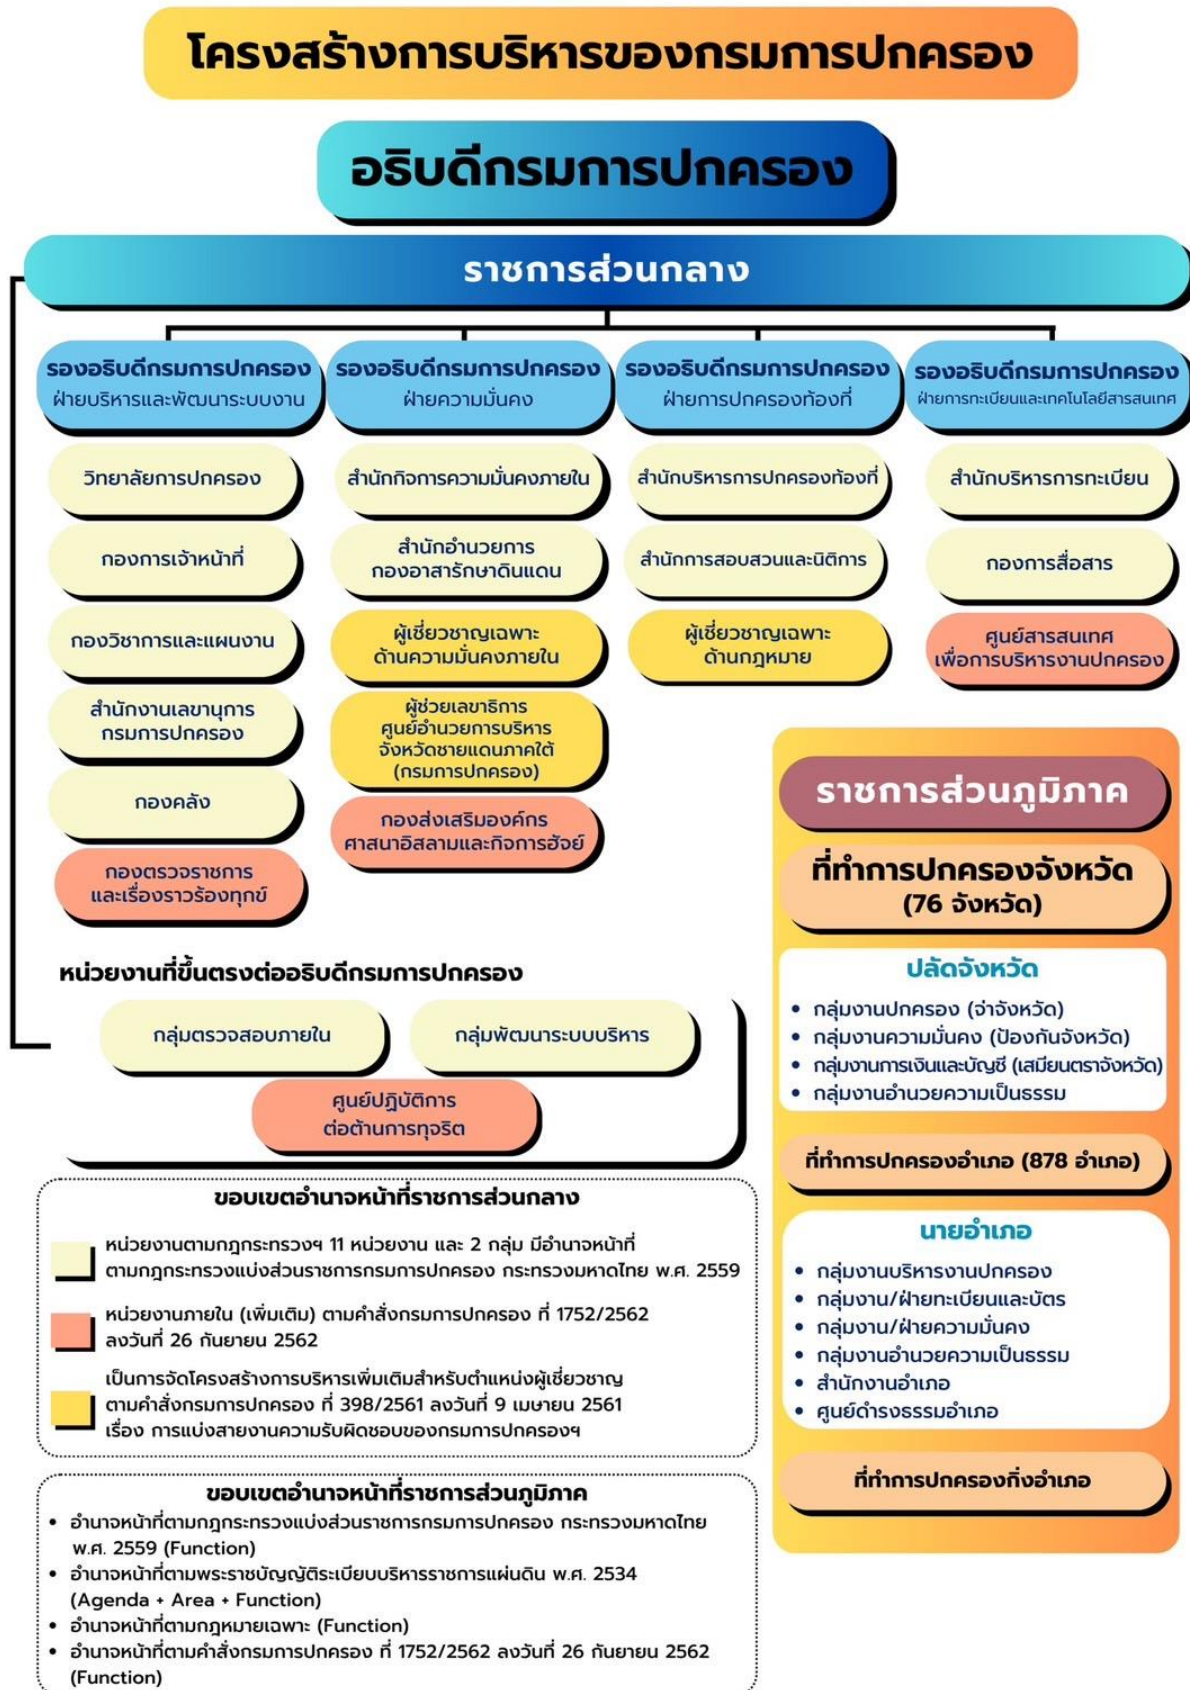 โครงสร้างการบริหารของกรมการปกครอง
อธิบดีกรมการปกครอง
ราชการส่วนกลาง
รองอธิบดีกรมการปกครอง
ฝ่ายบริหารและพัฒนาระบบงาน
วิทยาลัยการปกครอง
กองการเจ้าหน้าที่
กองวิชาการและแผนงาน
สำนักงานเลขานุการ
กรมการปกครอง
กองคลัง
กองตรวจราชการ
และเรื่องราวร้องทุกข์
รองอธิบดีกรมการปกครอง
ฝ่ายความมั่นคง
สำนักกิจการความมั่นคงภายใน
สำนักอำนวยการ
กองอาสารักษาดินแดน
ผู้เชี่ยวชาญเฉพาะ
ด้านความมั่นคงภายใน
ผู้ช่วยเลขาธิการ
ศูนย์อำนวยการบริหาร
จังหวัดชายแดนภาคใต้
(กรมการปกครอง)
กองส่งเสริมองค์กร
ศาสนาอิสลามและกิจการฮัจย์
รองอธิบดีกรมการปกครอง
ฝ่ายการปกครองท้องที่
สำนักบริหารการปกครองท้องที่
สำนักการสอบสวนและนิติการ
ผู้เชี่ยวชาญเฉพาะ
ด้านกฎหมาย
รองอธิบดีกรมการปกครอง
ฝ่ายการทะเบียนและเทคโนโลยีสารสนเทศ
สำนักบริหารการทะเบียน
กองการสื่อสาร
ศูนย์สารสนเทศ
เพื่อการบริหารงานปกครอง
หน่วยงานที่ขึ้นตรงต่ออธิบดีกรมการปกครอง
กลุ่มตรวจสอบภายใน
กลุ่มพัฒนาระบบบริหาร
ศูนย์ปฏิบัติการ
ต่อต้านการทุจริต
ราชการส่วนภูมิภาค
ที่ทำการปกครองจังหวัด
(76 จังหวัด)
ปลัดจังหวัด
• กลุ่มงานปกครอง (จ่าจังหวัด)
• กลุ่มงานความมั่นคง (ป้องกันจังหวัด)
• กลุ่มงานการเงินและบัญชี (เสมียนตราจังหวัด)
• กลุ่มงานอำนวยความเป็นธรรม
ที่ทำการปกครองอำเภอ (878 อำเภอ)
นายอำเภอ
• กลุ่มงานบริหารงานปกครอง
• กลุ่มงาน/ฝ่ายทะเบียนและบัตร
• กลุ่มงาน/ฝ่ายความมั่นคง
• กลุ่มงานอำนวยความเป็นธรรม
• สำนักงานอำเภอ
• ศูนย์ดำรงธรรมอำเภอ
ที่ทำการปกครองกิ่งอำเภอ
ขอบเขตอำนาจหน้าที่ราชการส่วนกลาง
หน่วยงานตามกฎกระทรวงฯ 11 หน่วยงาน และ 2 กลุ่ม มีอำนาจหน้าที่
ตามกฎกระทรวงแบ่งส่วนราชการกรมการปกครอง กระทรวงมหาดไทย พ.ศ. 2559
หน่วยงานภายใน (เพิ่มเติม) ตามคำสั่งกรมการปกครอง ที่ 1752/2562
ลงวันที่ 26 กันยายน 2562
เป็นการจัดโครงสร้างการบริหารเพิ่มเติมสำหรับตำแหน่งผู้เชี่ยวชาญ
ตามคำสั่งกรมการปกครอง ที่ 398/2561 ลงวันที่ 9 เมษายน 2561
เรื่อง การแบ่งสายงานความรับผิดชอบของกรมการปกครองฯ
ขอบเขตอำนาจหน้าที่ราชการส่วนภูมิภาค
• อำนาจหน้าที่ตามกฎกระทรวงแบ่งส่วนราชการกรมการปกครอง กระทรวงมหาดไทย
พ.ศ. 2559 (Function)
• อำนาจหน้าที่ตามพระราชบัญญัติระเบียบบริหารราชการแผ่นดิน พ.ศ. 2534
(Agenda + Area + Function)
• อำนาจหน้าที่ตามกฎหมายเฉพาะ (Function)
• อำนาจหน้าที่ตามคำสั่งกรมการปกครอง ที่ 1752/2562 ลงวันที่ 26 กันยายน 2562
(Function)